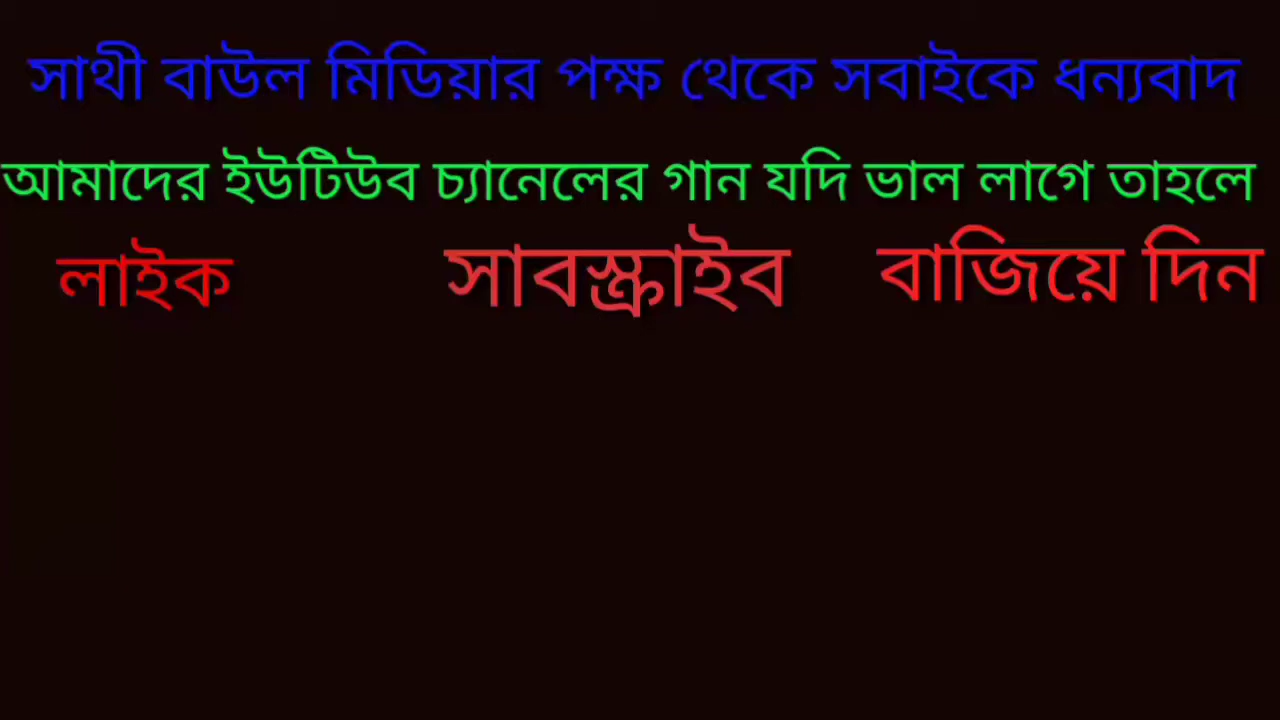 সাথী বাউল মিডিয়ার পক্ষ থেকে সবাইকে ধন্যবাদ
আমাদের ইউটিউব চ্যানেলের গান যদি ভাল লাগে তাহলে
লাইক সাবস্ক্রাইব বাজিয়ে দিন